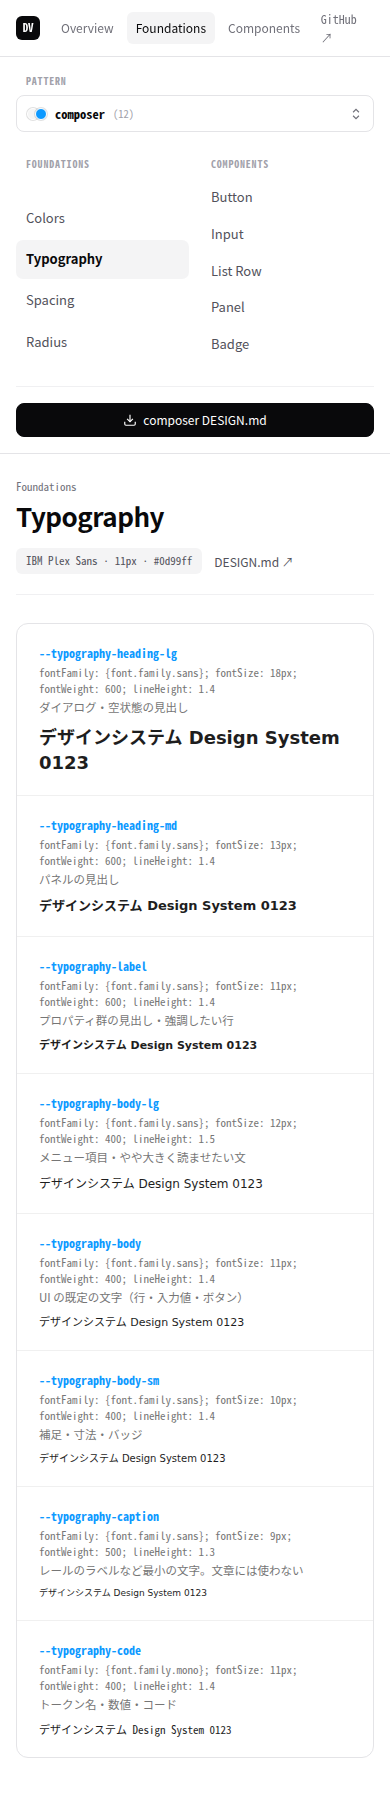 DV
Overview
Foundations
Components
GitHub
↗
PATTERN
composer (12)
FOUNDATIONS
Colors
Typography
Spacing
Radius
COMPONENTS
Button
Input
List Row
Panel
Badge
composer DESIGN.md
Foundations
Typography
IBM Plex Sans · 11px · #0d99ff
DESIGN.md ↗
--typography-heading-lg
fontFamily: {font.family.sans}; fontSize: 18px;
fontWeight: 600; lineHeight: 1.4
ダイアログ・空状態の見出し
デザインシステム Design System
0123
--typography-heading-md
fontFamily: {font.family.sans}; fontSize: 13px;
fontWeight: 600; lineHeight: 1.4
パネルの見出し
デザインシステム Design System 0123
--typography-label
fontFamily: {font.family.sans}; fontSize: 11px;
fontWeight: 600; lineHeight: 1.4
プロパティ群の見出し・強調したい行
デザインシステム Design System 0123
--typography-body-lg
fontFamily: {font.family.sans}; fontSize: 12px;
fontWeight: 400; lineHeight: 1.5
メニュー項目・やや大きく読ませたい文
デザインシステム Design System 0123
--typography-body
fontFamily: {font.family.sans}; fontSize: 11px;
fontWeight: 400; lineHeight: 1.4
UI の既定の文字（行・入力値・ボタン）
デザインシステム Design System 0123
--typography-body-sm
fontFamily: {font.family.sans}; fontSize: 10px;
fontWeight: 400; lineHeight: 1.4
補足・寸法・バッジ
デザインシステム Design System 0123
--typography-caption
fontFamily: {font.family.sans}; fontSize: 9px;
fontWeight: 500; lineHeight: 1.3
レールのラベルなど最小の文字。文章には使わない
デザインシステム Design System 0123
--typography-code
fontFamily: {font.family.mono}; fontSize: 11px;
fontWeight: 400; lineHeight: 1.4
トークン名・数値・コード
デザインシステム Design System 0123